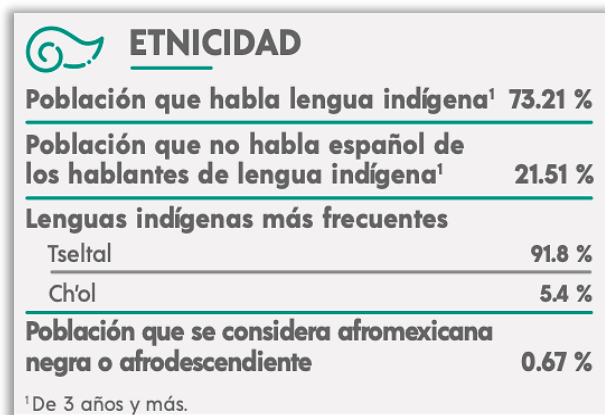 ETNICIDAD
Población que habla lengua indígena¹ 73.21 %
Población que no habla español de
los hablantes de lengua indígena¹ 21.51 %
Lenguas indígenas más frecuentes
Tseltal 91.8 %
Ch'ol 5.4 %
Población que se considera afromexicana
negra o afrodescendiente 0.67 %
¹ De 3 años y más.